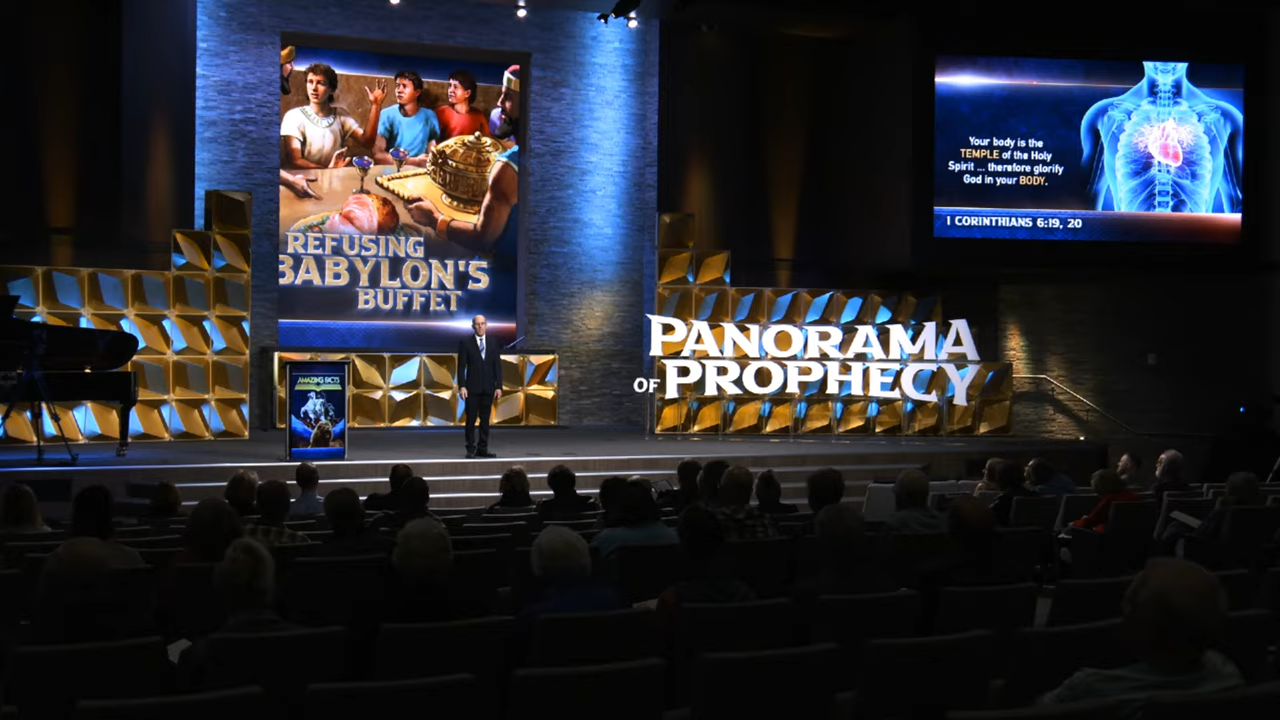 REFUSING
BABYLON'S
BUFFET
Your body is the
TEMPLE of the Holy
Spirit ... therefore glorify
God in your BODY.
1 CORINTHIANS 6:19, 20
PANORAMA
OF PROPHECY
AMAZING FACTS